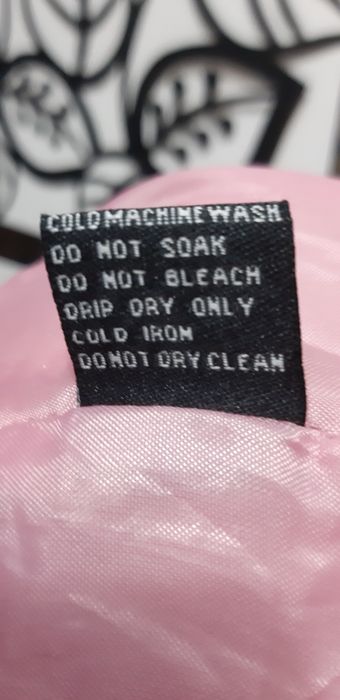 COLD MACHINE WASH
DO NOT SOAK
DO NOT BLEACH
DRIP DRY ONLY
COLD IRON
DO NOT DRY CLEAN